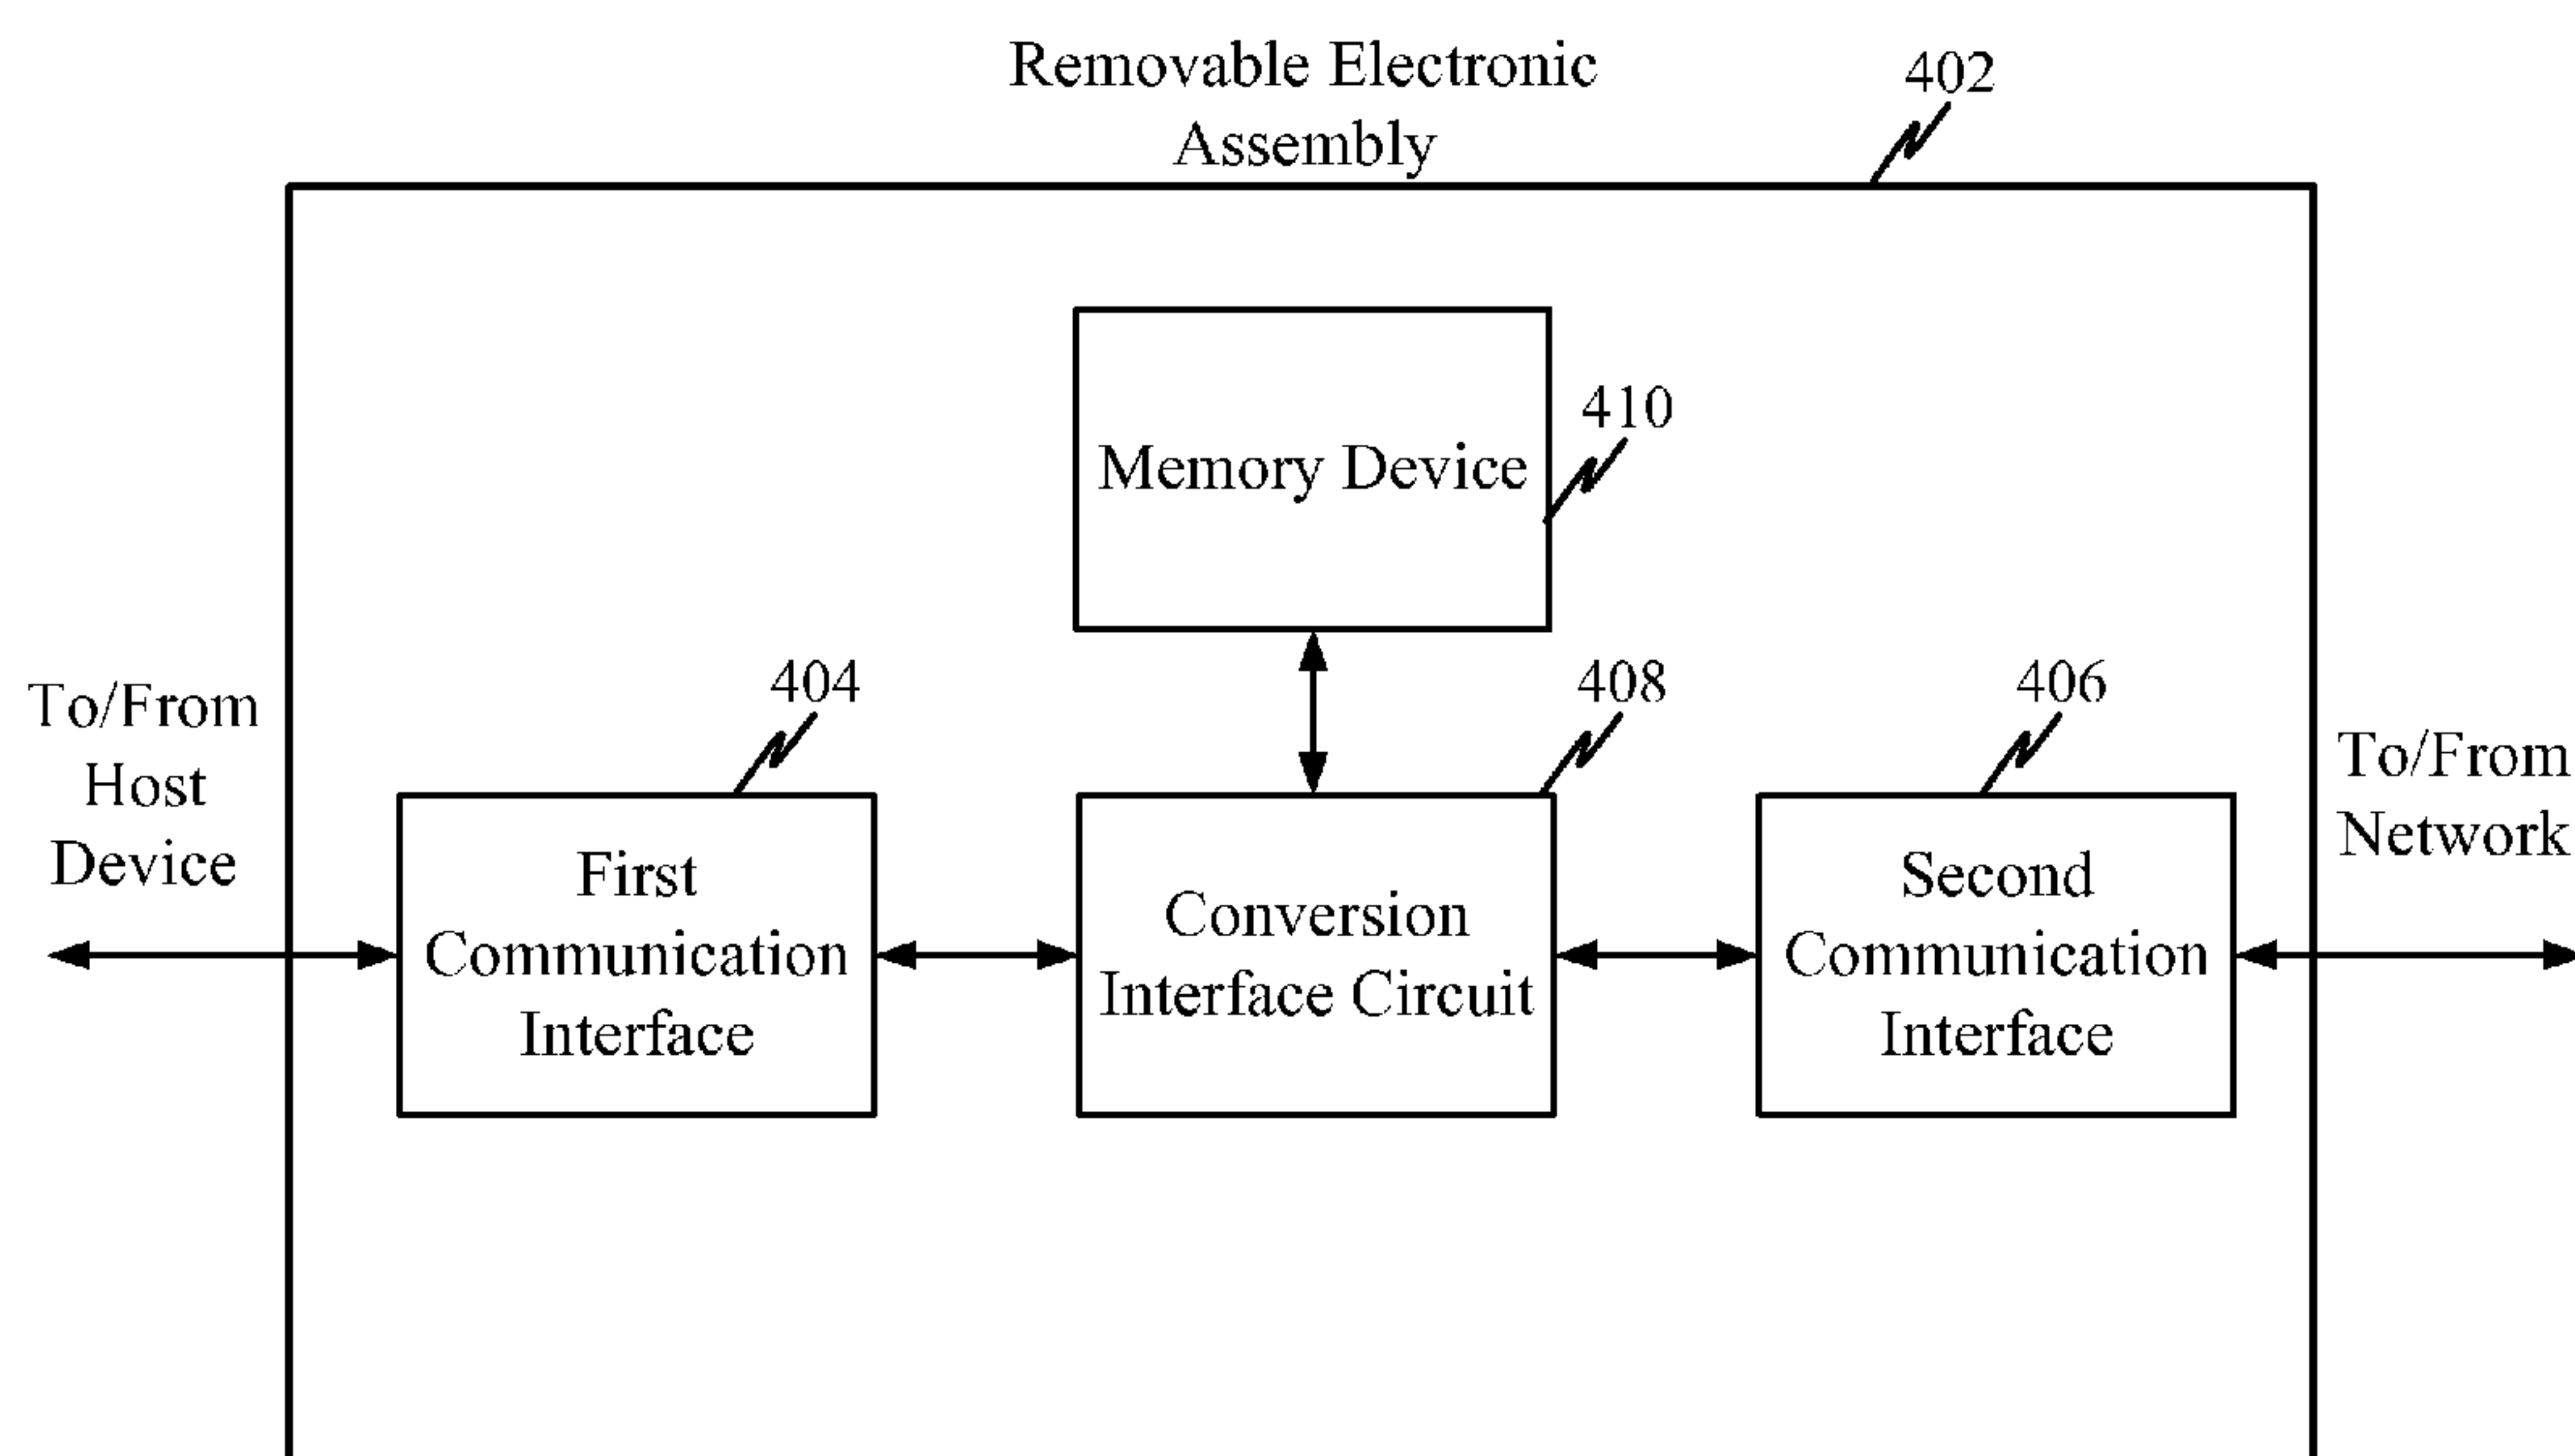 Removable Electronic
Assembly
402
410
Memory Device
404
408
406
To/From
Host
Device
To/From
Network
First
Communication
Interface
Conversion
Interface Circuit
Second
Communication
Interface